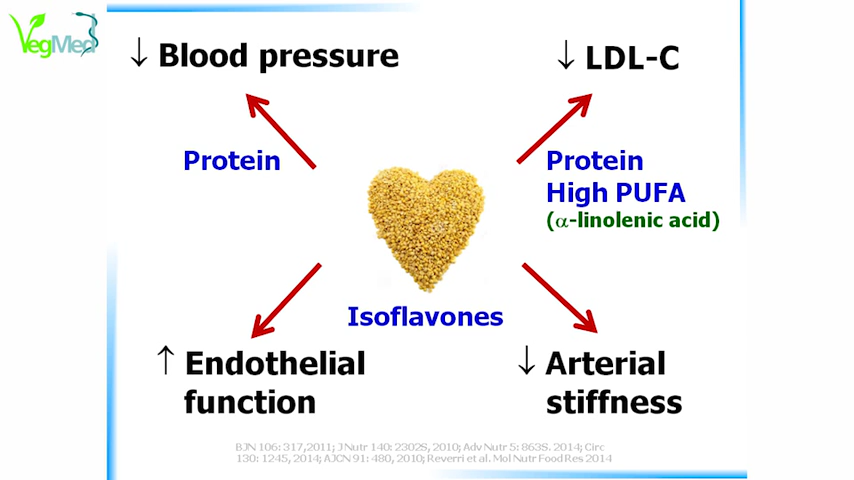 VegMed
↓ Blood pressure
↓ LDL-C
Protein
Protein
High PUFA
(α-linolenic acid)
Isoflavones
↑ Endothelial
function
↓ Arterial
stiffness
BJN 106: 317,2011; J Nutr 140: 2302S, 2010; Adv Nutr 5: 863S. 2014; Circ
130: 1245, 2014; AJCN 91: 480, 2010; Reverri et al. Mol Nutr Food Res 2014